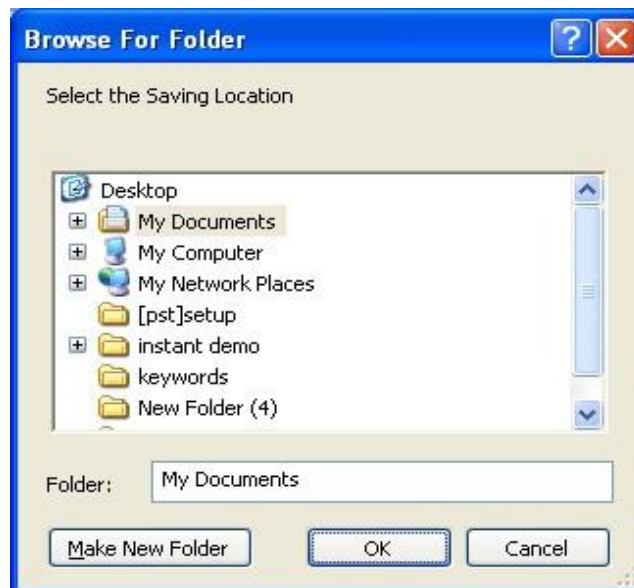 Browse For Folder
Select the Saving Location
Desktop
My Documents
My Computer
My Network Places
[pst]setup
instant demo
keywords
New Folder (4)
Folder: My Documents
Make New Folder OK Cancel